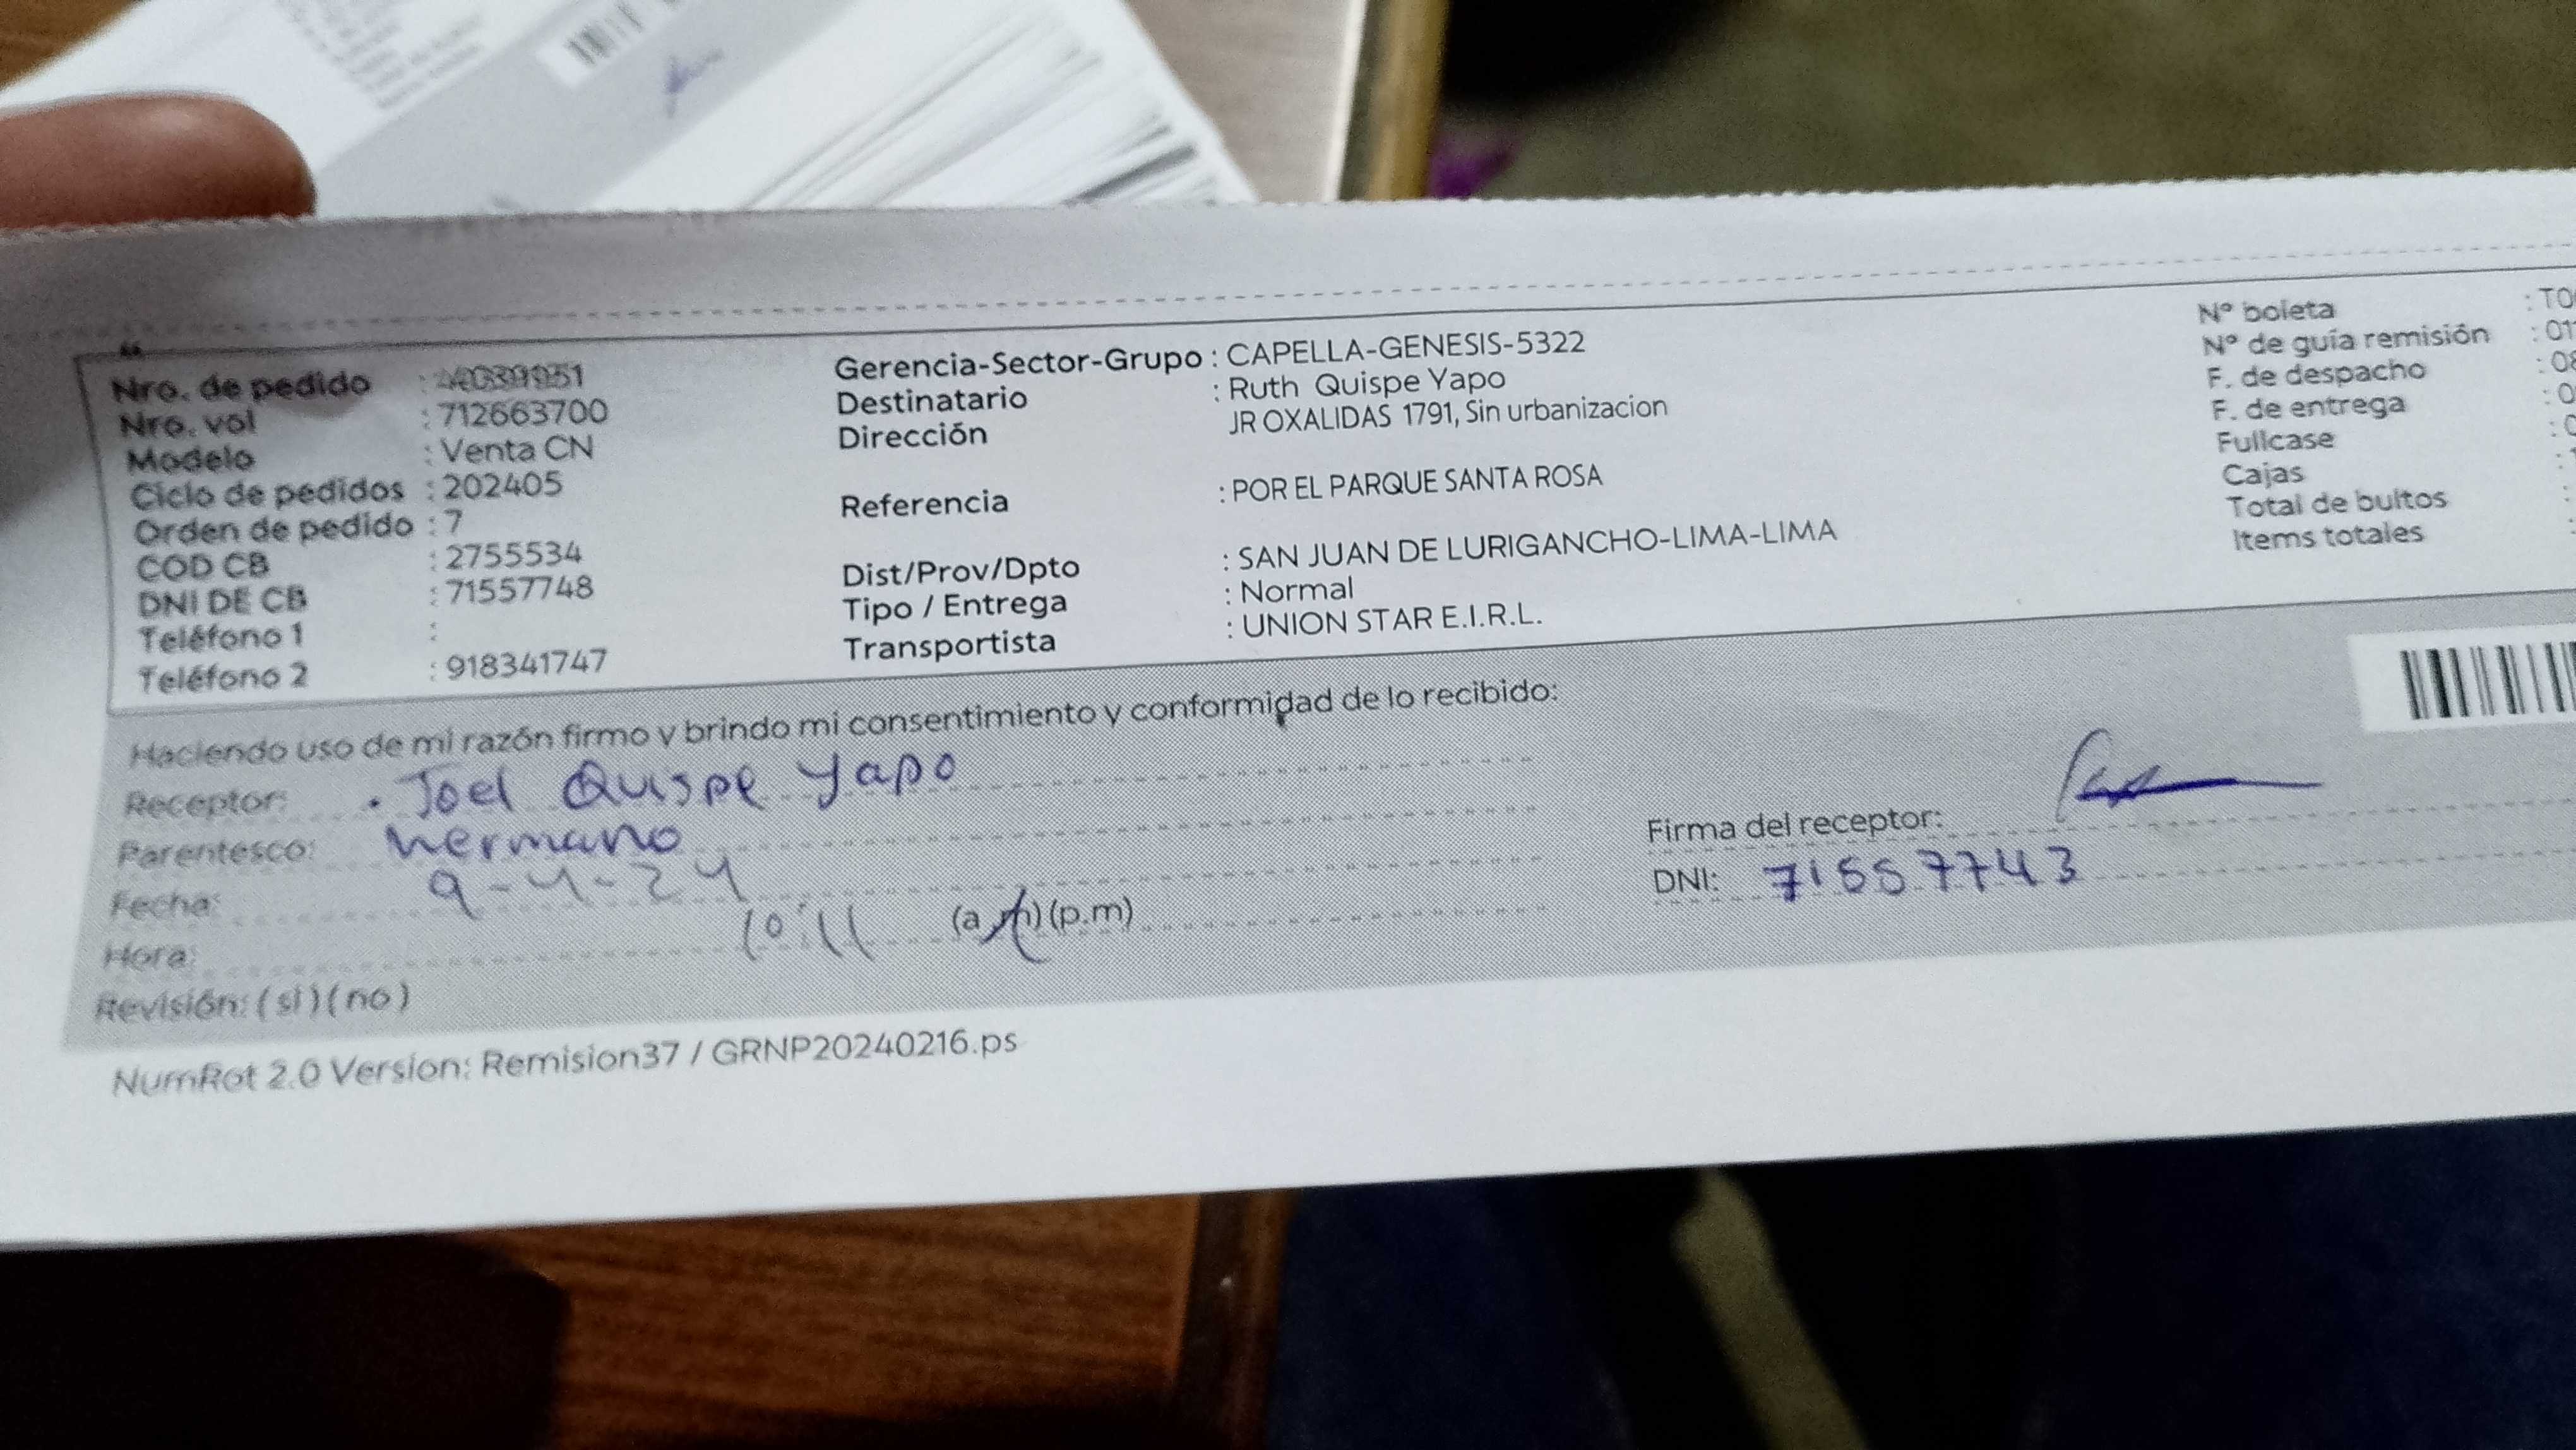 Nro. de pedido : 40399951
Nro. vol : 712663700
Modelo : Venta CN
Ciclo de pedidos : 202405
Orden de pedido : 7
COD CB : 2755534
DNI DE CB : 71557748
Teléfono 1 :
Teléfono 2 : 918341747
Gerencia-Sector-Grupo : CAPELLA-GENESIS-5322
Destinatario : Ruth Quispe Yapo
Dirección JR OXALIDAS 1791, Sin urbanizacion
Referencia : POR EL PARQUE SANTA ROSA
Dist/Prov/Dpto : SAN JUAN DE LURIGANCHO-LIMA-LIMA
Tipo / Entrega : Normal
Transportista : UNION STAR E.I.R.L.
Nº boleta
Nº de guía remisión
F. de despacho
F. de entrega
Fullcase
Cajas
Total de bultos
Items totales
Haciendo uso de mi razón firmo y brindo mi consentimiento y conformidad de lo recibido:
Receptor: Joel Quispe Yapo
Parentesco: hermano
Fecha: 9-4-24
Hora: 10:11 (a.m)(p.m)
Revisión: (si)(no)
Firma del receptor:
DNI: 71557743
NumRot 2.0 Version: Remision37 / GRNP20240216.ps